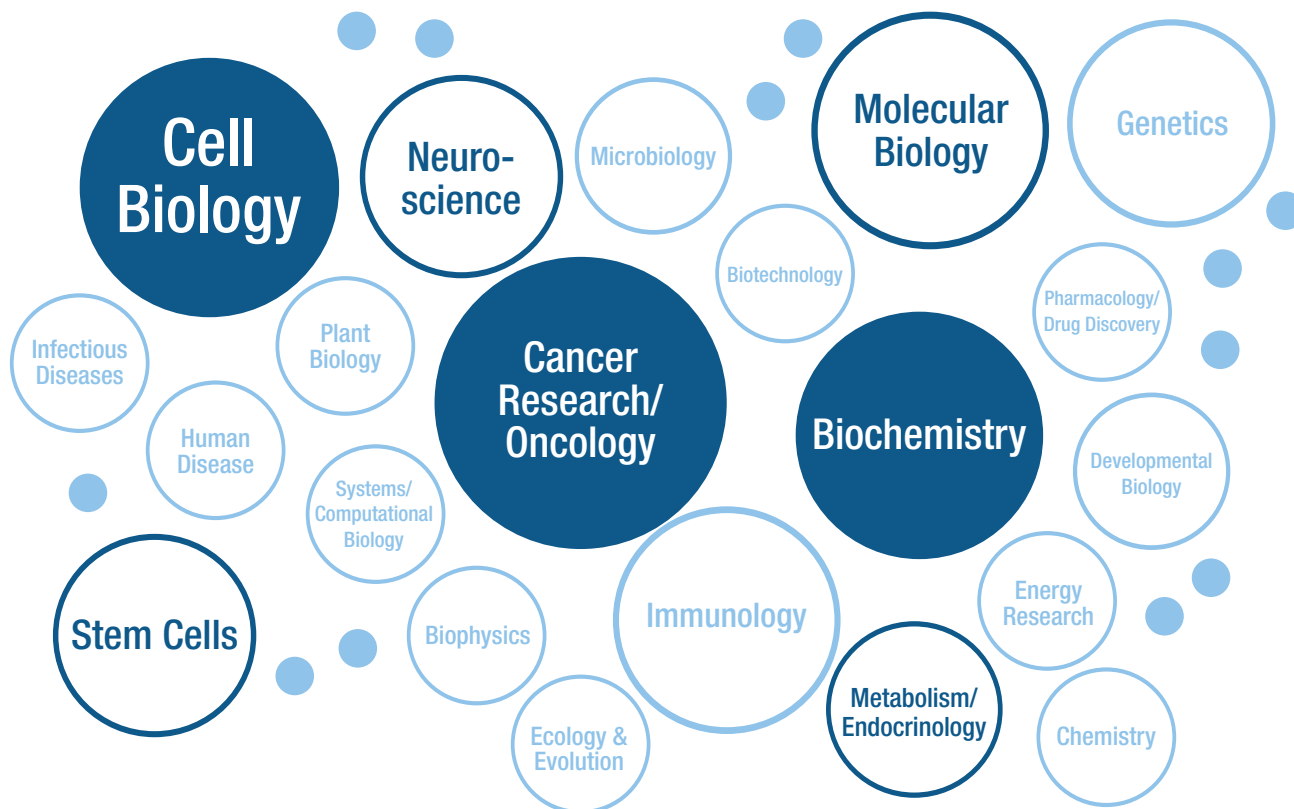 Cell
Biology
Neuro-
science
Microbiology
Molecular
Biology
Genetics
Biotechnology
Infectious
Diseases
Plant
Biology
Cancer
Research/
Oncology
Pharmacology/
Drug Discovery
Human
Disease
Biochemistry
Systems/
Computational
Biology
Developmental
Biology
Stem Cells
Biophysics
Immunology
Energy
Research
Metabolism/
Endocrinology
Ecology &
Evolution
Chemistry